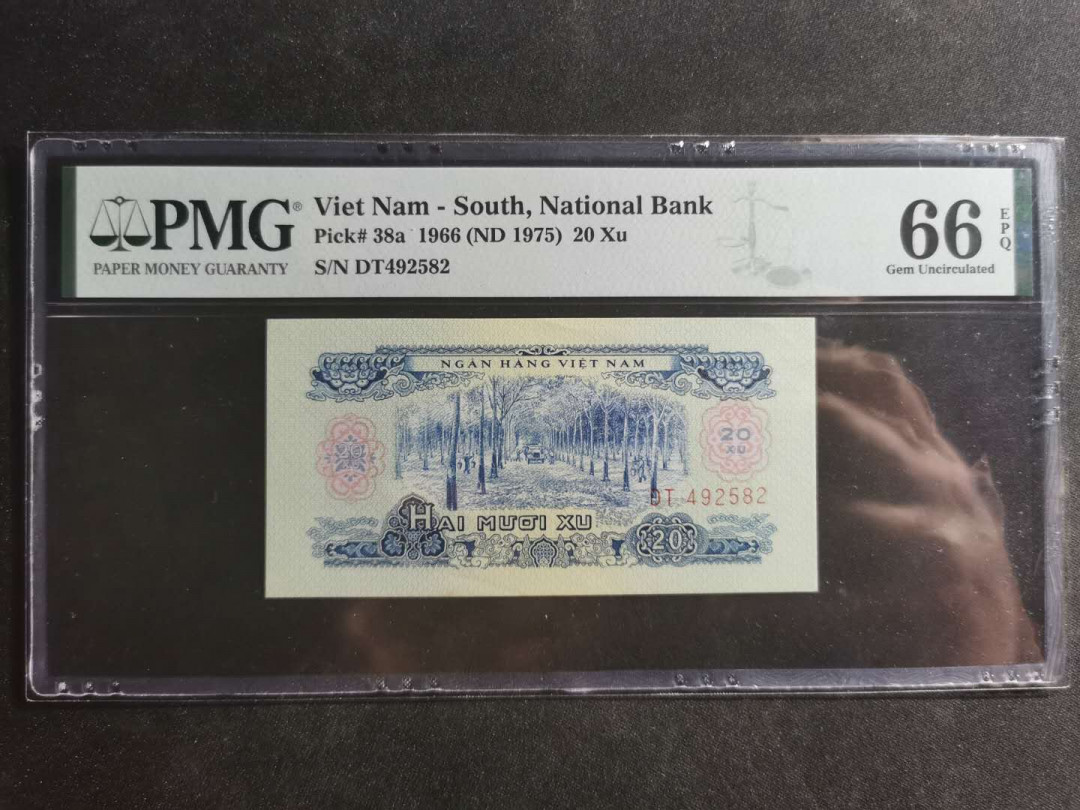 PMG®
PAPER MONEY GUARANTY
Viet Nam - South, National Bank
Pick# 38a 1966 (ND 1975) 20 Xu
S/N DT492582
66
EPQ
Gem Uncirculated
NGÂN HÀNG VIỆT NAM
20
20
XU
DT 492582
HAI MƯƠI XU
20